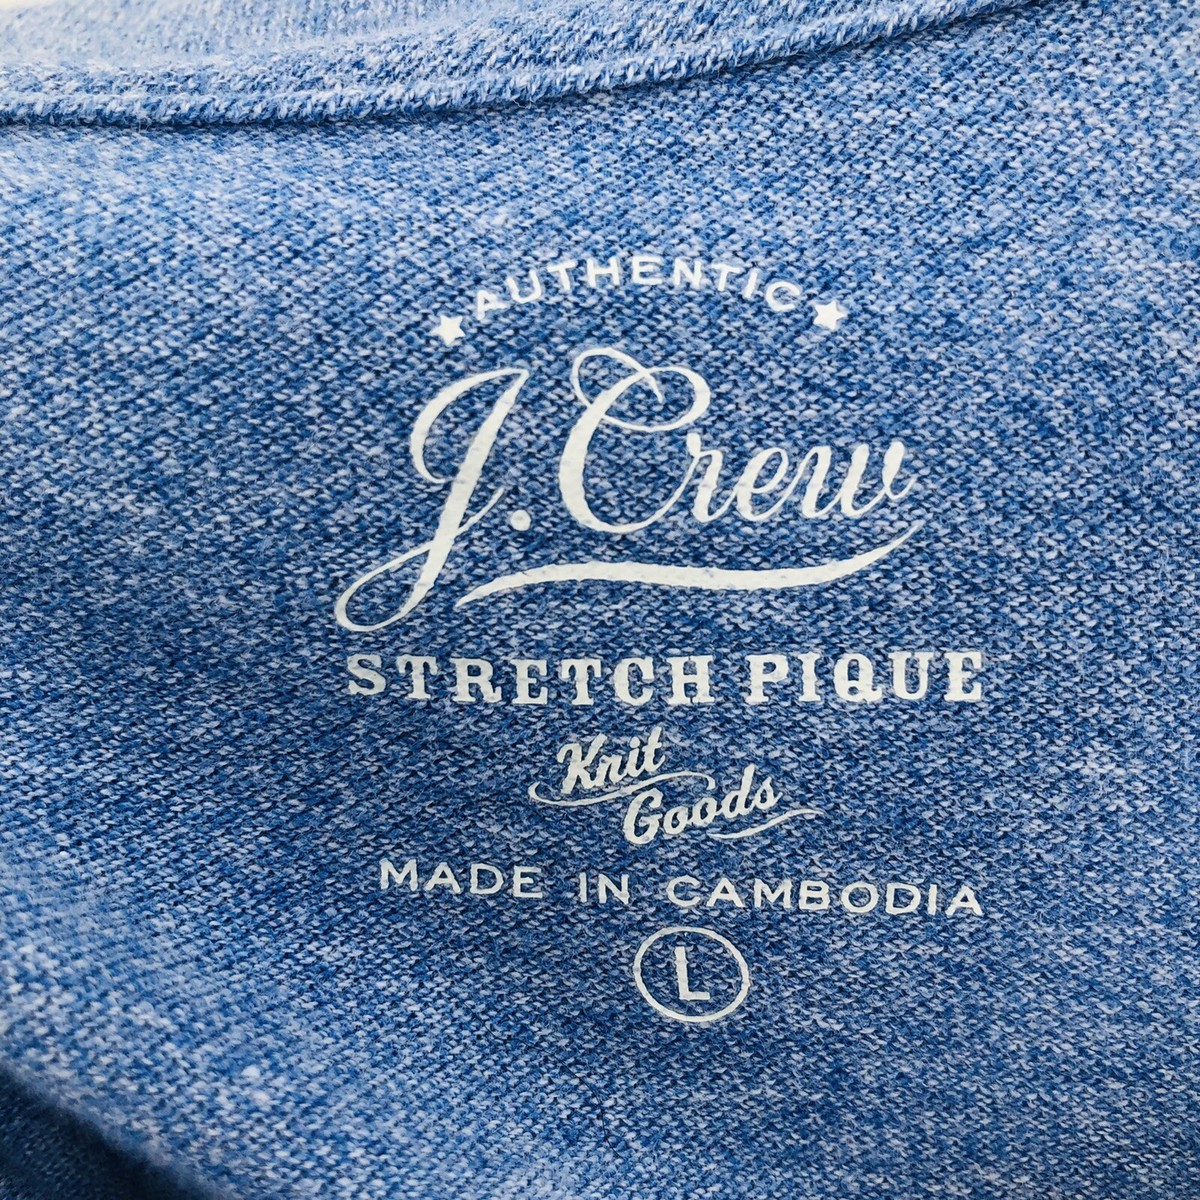 AUTHENTIC
J.Crew
STRETCH PIQUE
Knit
Goods
MADE IN CAMBODIA
L